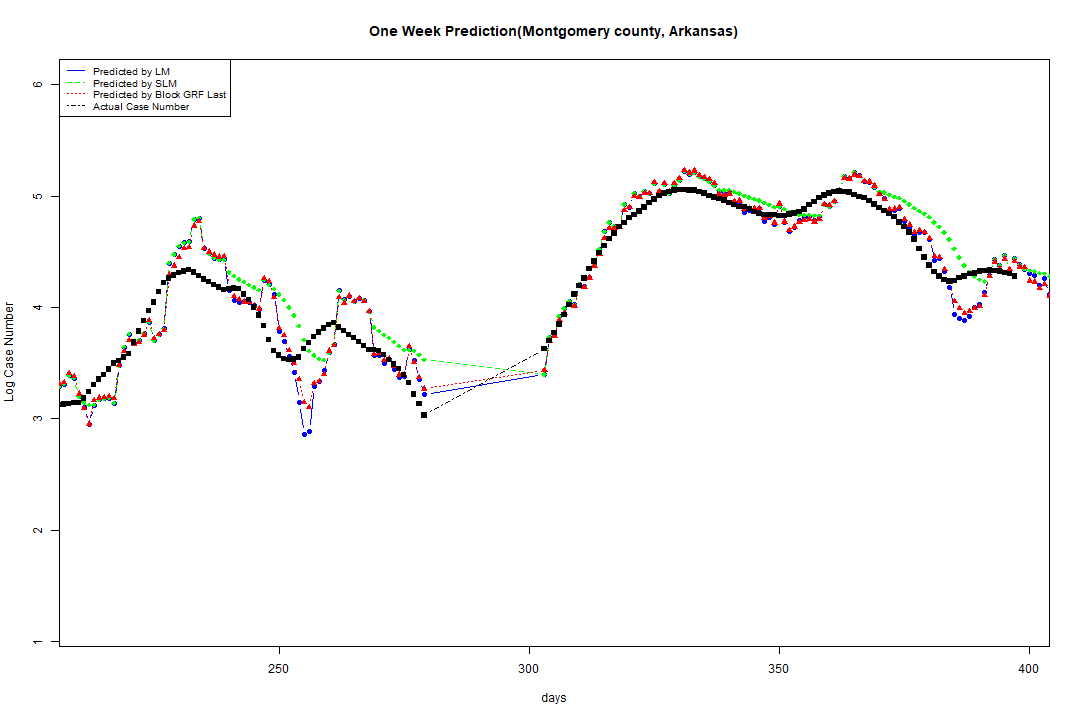 One Week Prediction(Montgomery county, Arkansas)
Predicted by LM
Predicted by SLM
Predicted by Block GRF Last
Actual Case Number
6
5
4
3
2
1
Log Case Number
250 300 350 400
days